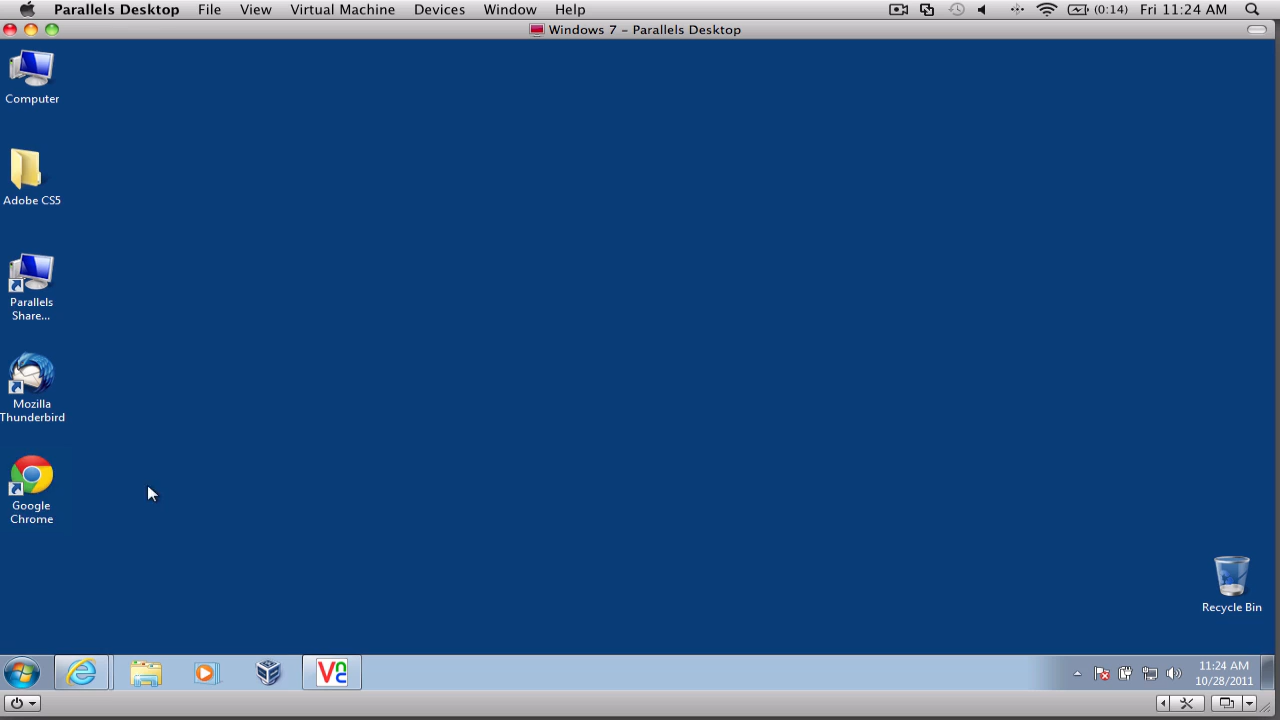 Parallels Desktop File View Virtual Machine Devices Window Help (0:14) Fri 11:24 AM
Windows 7 – Parallels Desktop
Computer
Adobe CS5
Parallels
Share...
Mozilla
Thunderbird
Google
Chrome
Recycle Bin
VNC
11:24 AM
10/28/2011